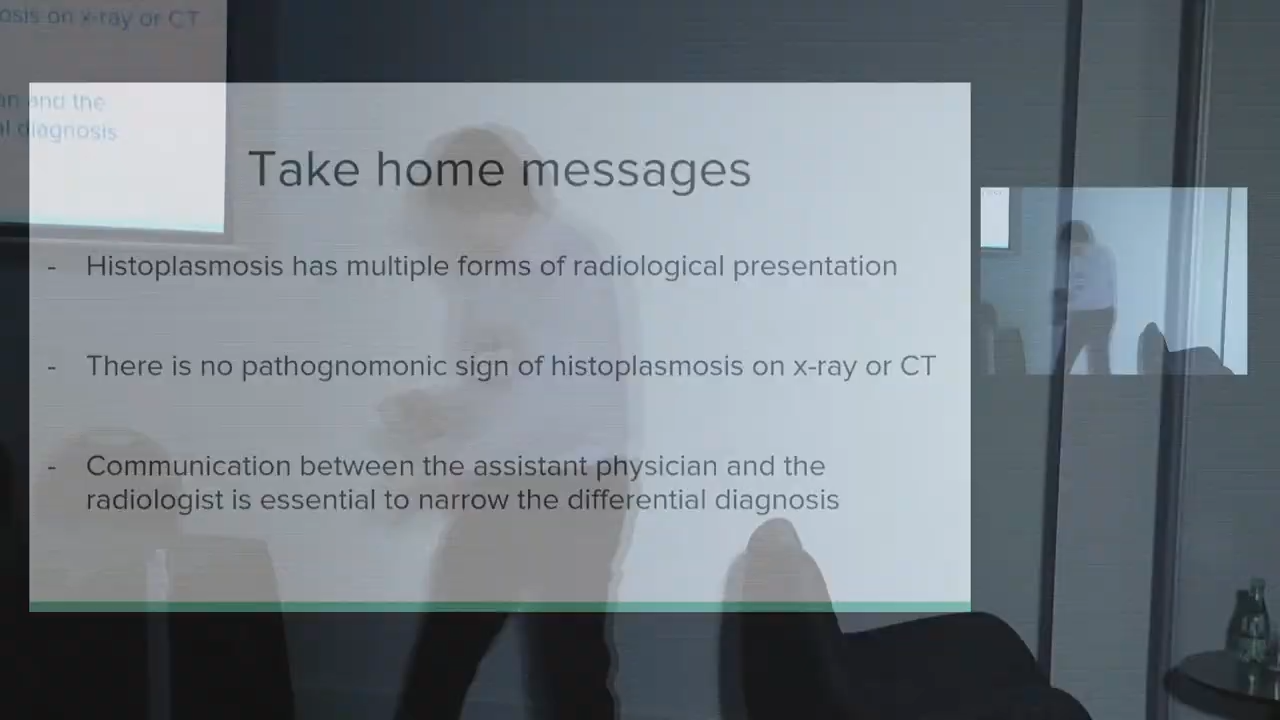 osis on x-ray or CT
an and the
al diagnosis
Take home messages
- Histoplasmosis has multiple forms of radiological presentation
- There is no pathognomonic sign of histoplasmosis on x-ray or CT
- Communication between the assistant physician and the
radiologist is essential to narrow the differential diagnosis